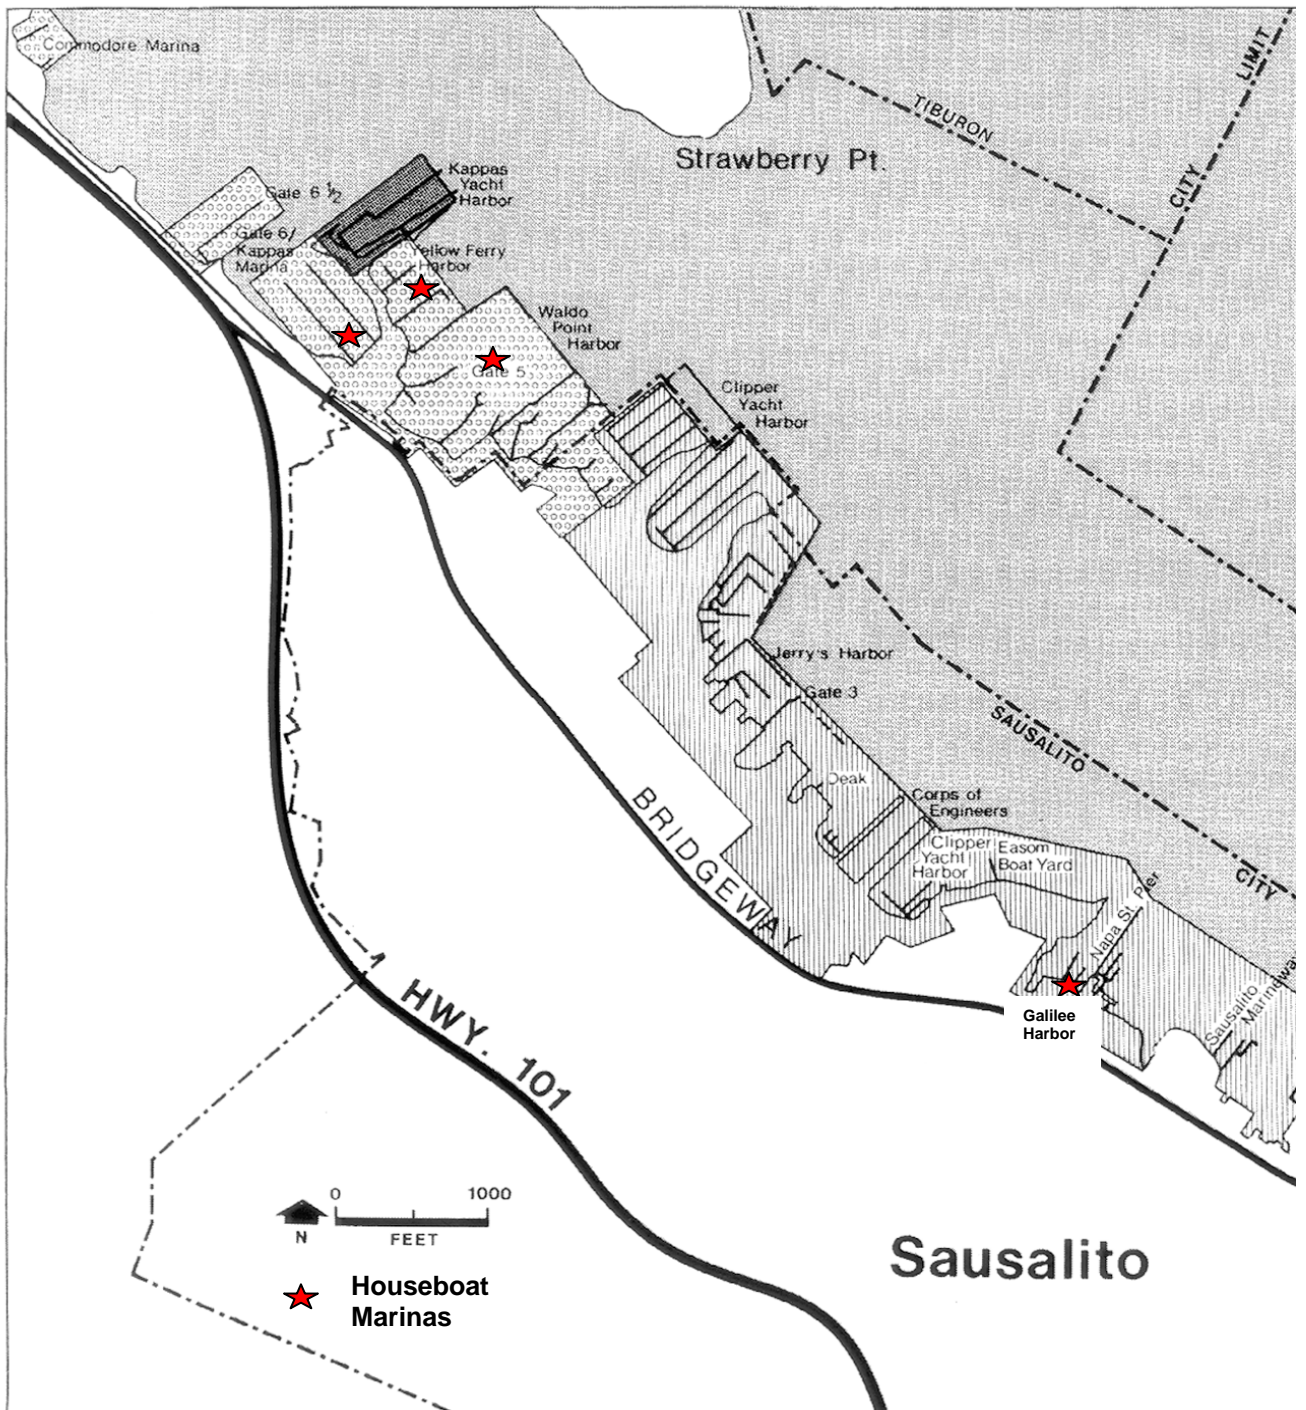 Commodore Marina
LIMIT
TIBURON
CITY
Strawberry Pt.
Kappas
Yacht
Harbor
Gate 6 ½
Gate 6/
Kappas
Marina
Yellow Ferry
Harbor
Waldo
Point
Harbor
Gate 5
Clipper
Yacht
Harbor
Jerry's Harbor
Gate 3
SAUSALITO
Deak
Corps of
Engineers
BRIDGEWAY
Clipper
Yacht
Harbor
Easom
Boat Yard
CITY
Napa St. Pier
HWY. 101
Galilee
Harbor
Sausalito
Marineway
0 1000
N
FEET
Sausalito
Houseboat
Marinas